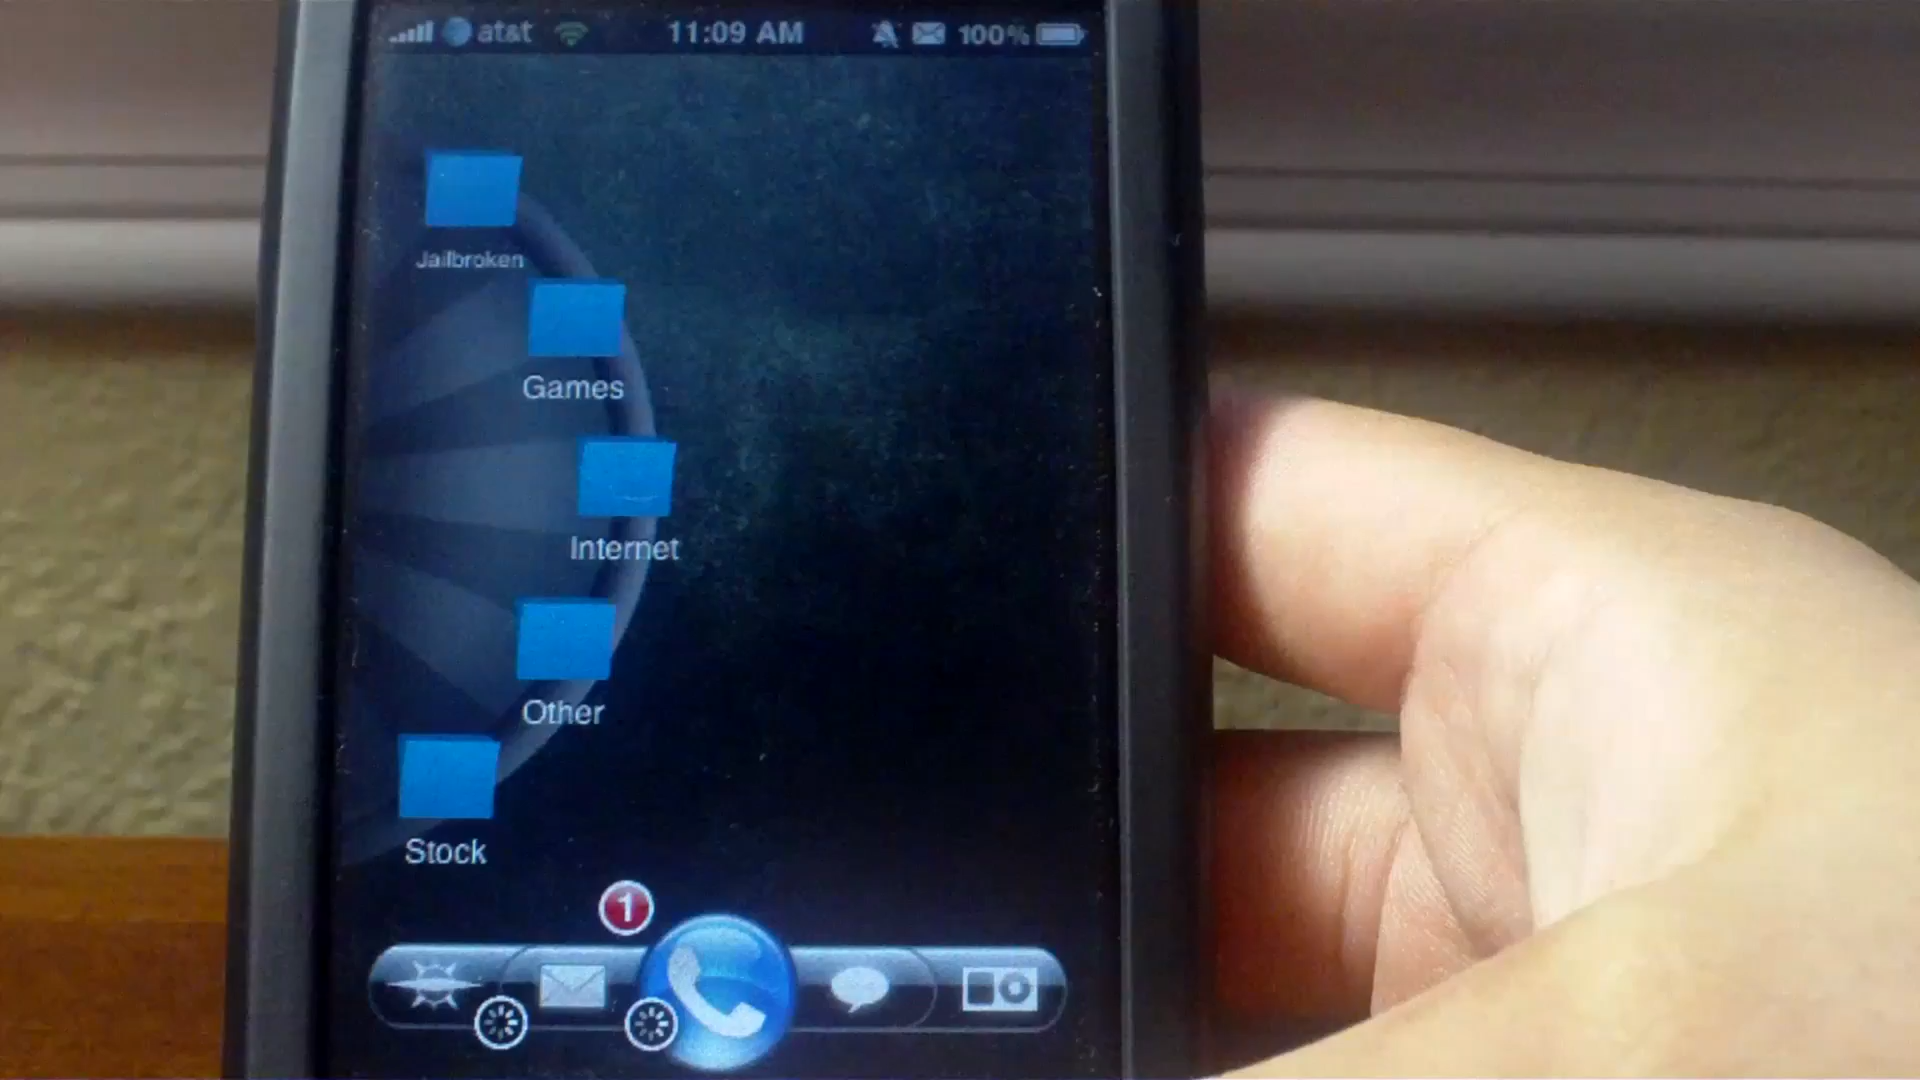 at&t 11:09 AM 100%
Jailbroken
Games
Internet
Other
Stock
1